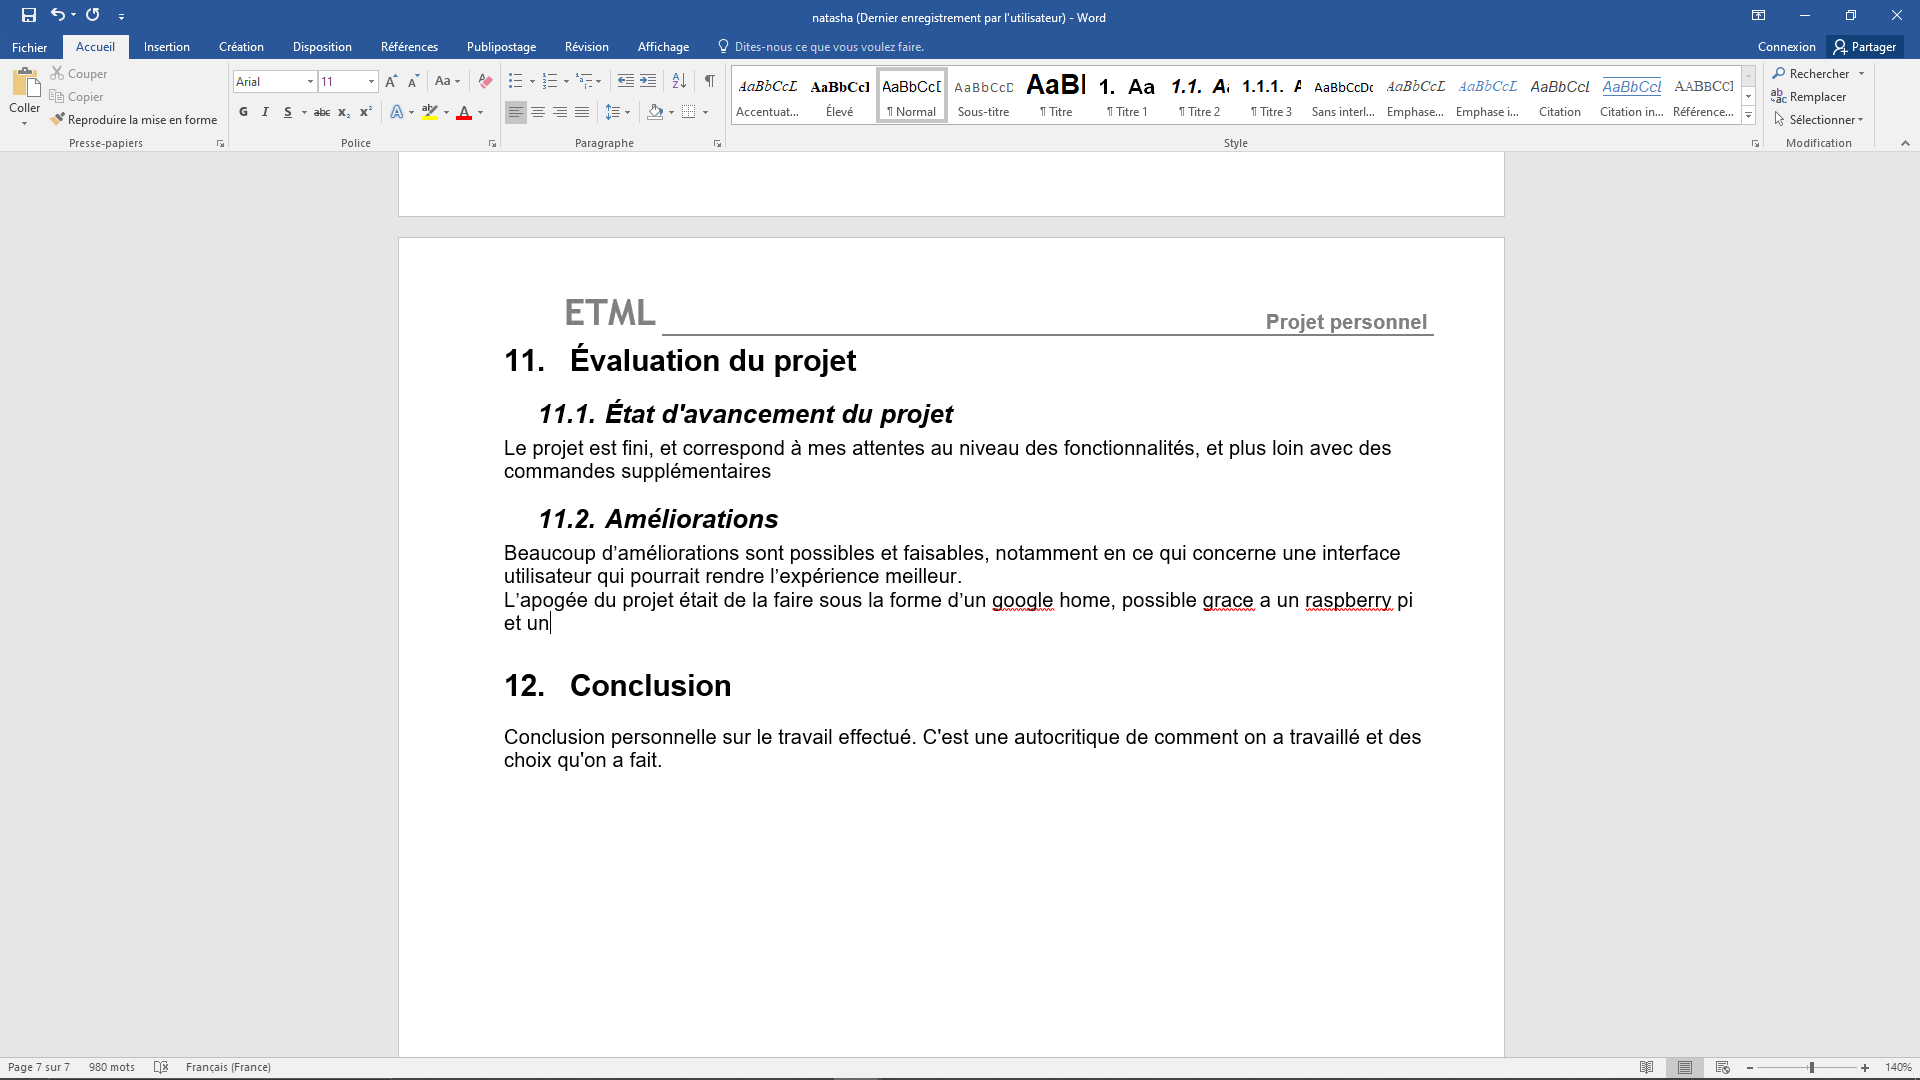 natasha (Dernier enregistrement par l'utilisateur) - Word
Fichier Accueil Insertion Création Disposition Références Publipostage Révision Affichage Dites-nous ce que vous voulez faire. Connexion Partager
Coller
Couper
Copier
Reproduire la mise en forme
Presse-papiers
Arial 11
G I S abc x₂ x² A ab A
Police
Paragraphe
AaBbCcL AaBbCcI AaBbCcI AaBbCcD AaBl 1. Aa 1.1. A 1.1.1. A AaBbCcDc AaBbCcL AaBbCcL AaBbCcL AaBbCcL AABBCCI
Accentuat... Élevé ¶ Normal Sous-titre ¶ Titre ¶ Titre 1 ¶ Titre 2 ¶ Titre 3 Sans interl... Emphase... Emphase i... Citation Citation in... Référence...
Style
Rechercher
Remplacer
Sélectionner
Modification
ETML
Projet personnel
11. Évaluation du projet
11.1. État d'avancement du projet
Le projet est fini, et correspond à mes attentes au niveau des fonctionnalités, et plus loin avec des
commandes supplémentaires
11.2. Améliorations
Beaucoup d’améliorations sont possibles et faisables, notamment en ce qui concerne une interface
utilisateur qui pourrait rendre l’expérience meilleur.
L’apogée du projet était de la faire sous la forme d’un google home, possible grace a un raspberry pi
et un
12. Conclusion
Conclusion personnelle sur le travail effectué. C'est une autocritique de comment on a travaillé et des
choix qu'on a fait.
Page 7 sur 7 980 mots Français (France) 140%